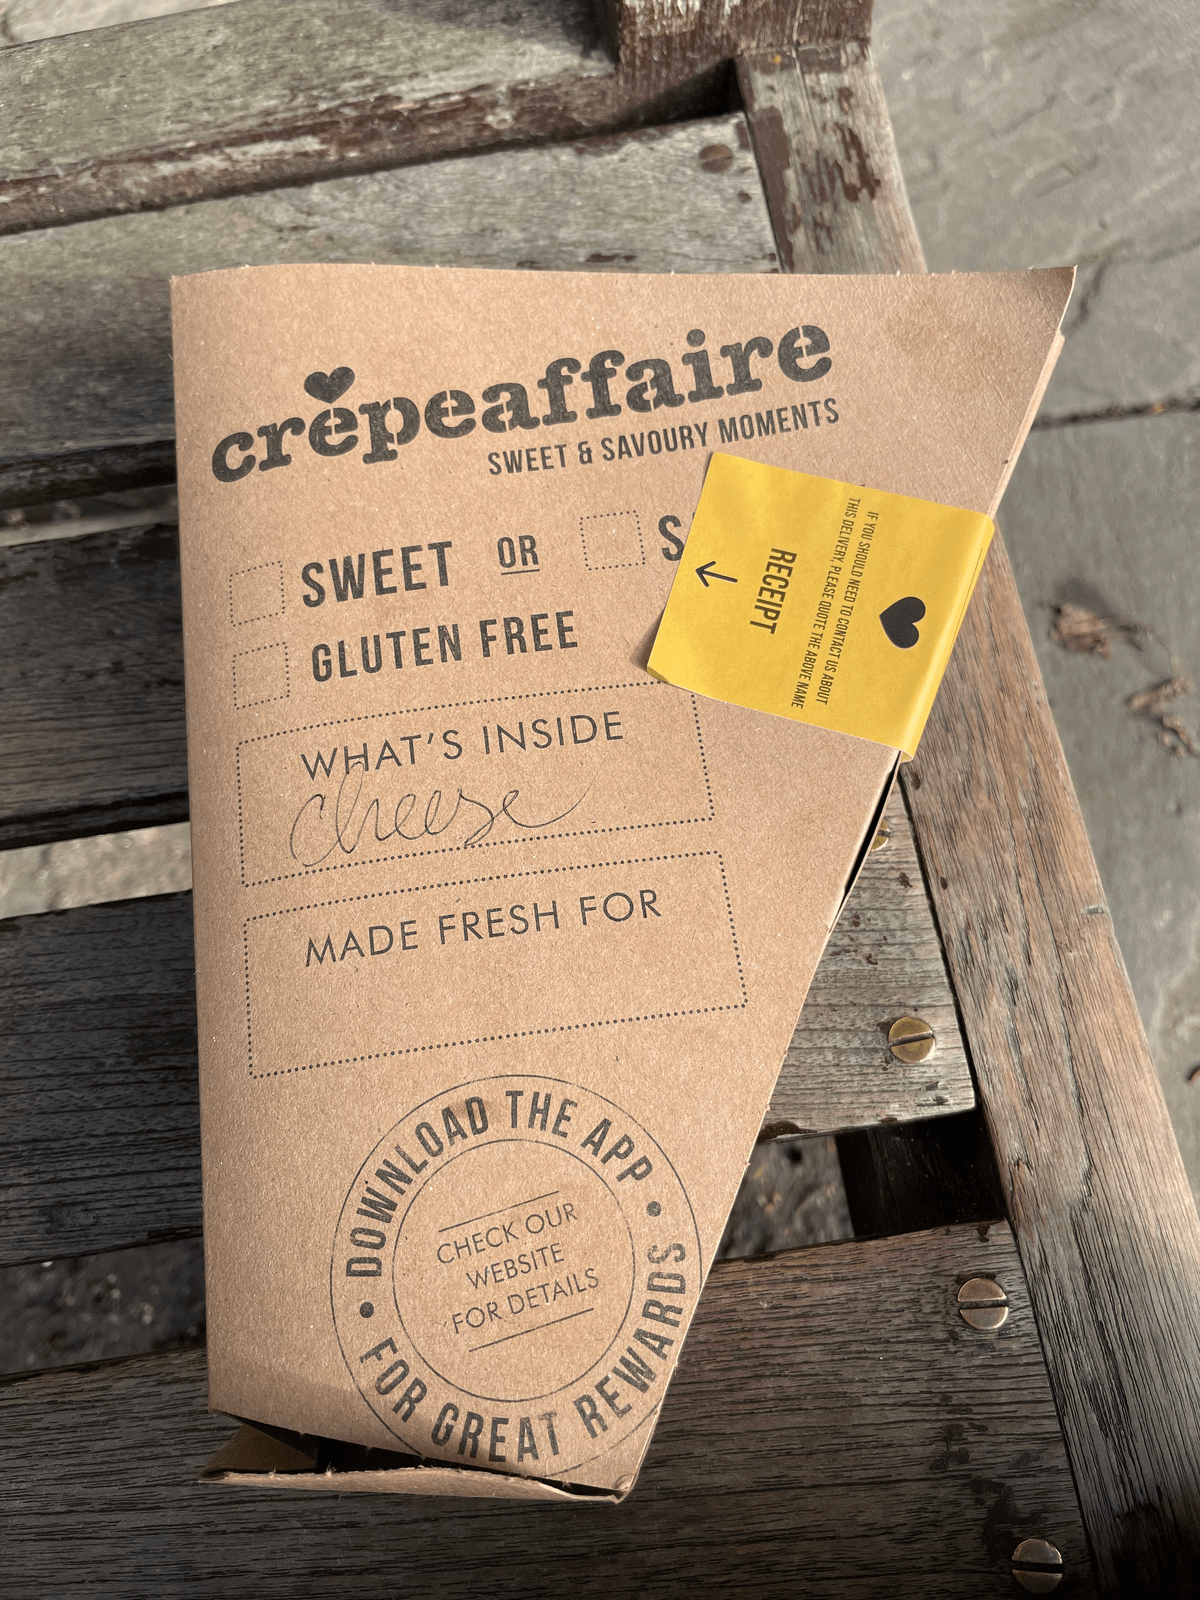 crêpeaffaire
SWEET & SAVOURY MOMENTS
SWEET OR S
GLUTEN FREE
WHAT'S INSIDE
cheese
MADE FRESH FOR
DOWNLOAD THE APP
FOR GREAT REWARDS
CHECK OUR
WEBSITE
FOR DETAILS
IF YOU SHOULD NEED TO CONTACT US ABOUT
THIS DELIVERY, PLEASE QUOTE THE ABOVE NAME
RECEIPT